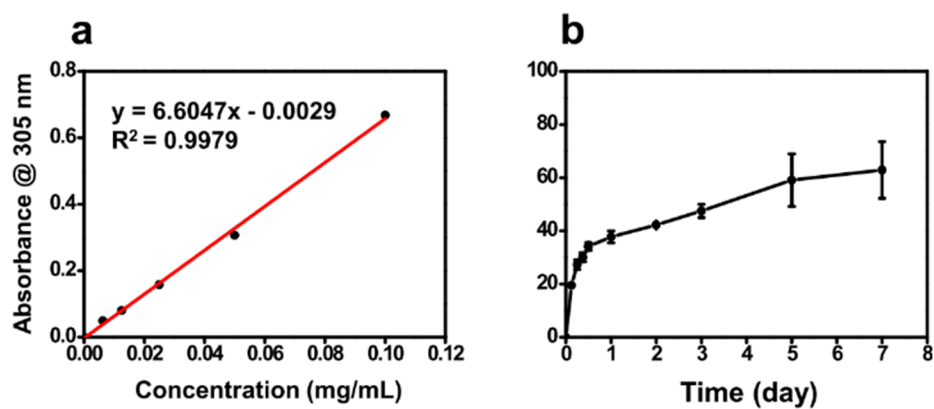 a
Absorbance @ 305 nm
0.8
0.6
0.4
0.2
0.0
y = 6.6047x - 0.0029
R² = 0.9979
0.00 0.02 0.04 0.06 0.08 0.10 0.12
Concentration (mg/mL)
b
100
80
60
40
20
0
0 1 2 3 4 5 6 7 8
Time (day)